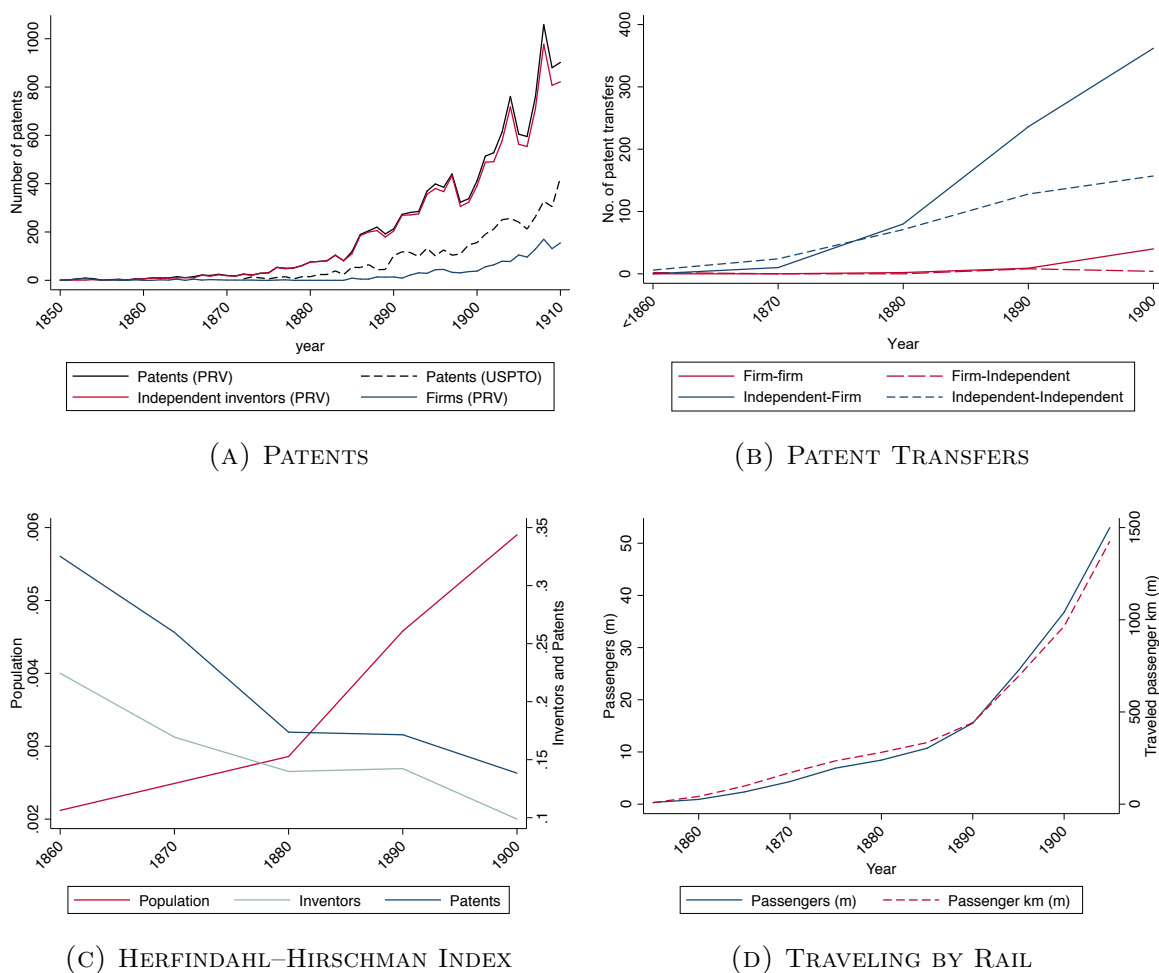 Number of patents
0 200 400 600 800 1000
1850 1860 1870 1880 1890 1900 1910
year
Patents (PRV) Patents (USPTO)
Independent inventors (PRV) Firms (PRV)
(A) PATENTS
No. of patent transfers
0 100 200 300 400
<1860 1870 1880 1890 1900
Year
Firm-firm Firm-Independent
Independent-Firm Independent-Independent
(B) PATENT TRANSFERS
Population
.002 .003 .004 .005 .006
.1 .15 .2 .25 .3 .35
Inventors and Patents
1860 1870 1880 1890 1900
Population Inventors Patents
(C) HERFINDAHL–HIRSCHMAN INDEX
Passengers (m)
0 10 20 30 40 50
0 500 1000 1500
Traveled passenger km (m)
1860 1870 1880 1890 1900
Year
Passengers (m) Passenger km (m)
(D) TRAVELING BY RAIL